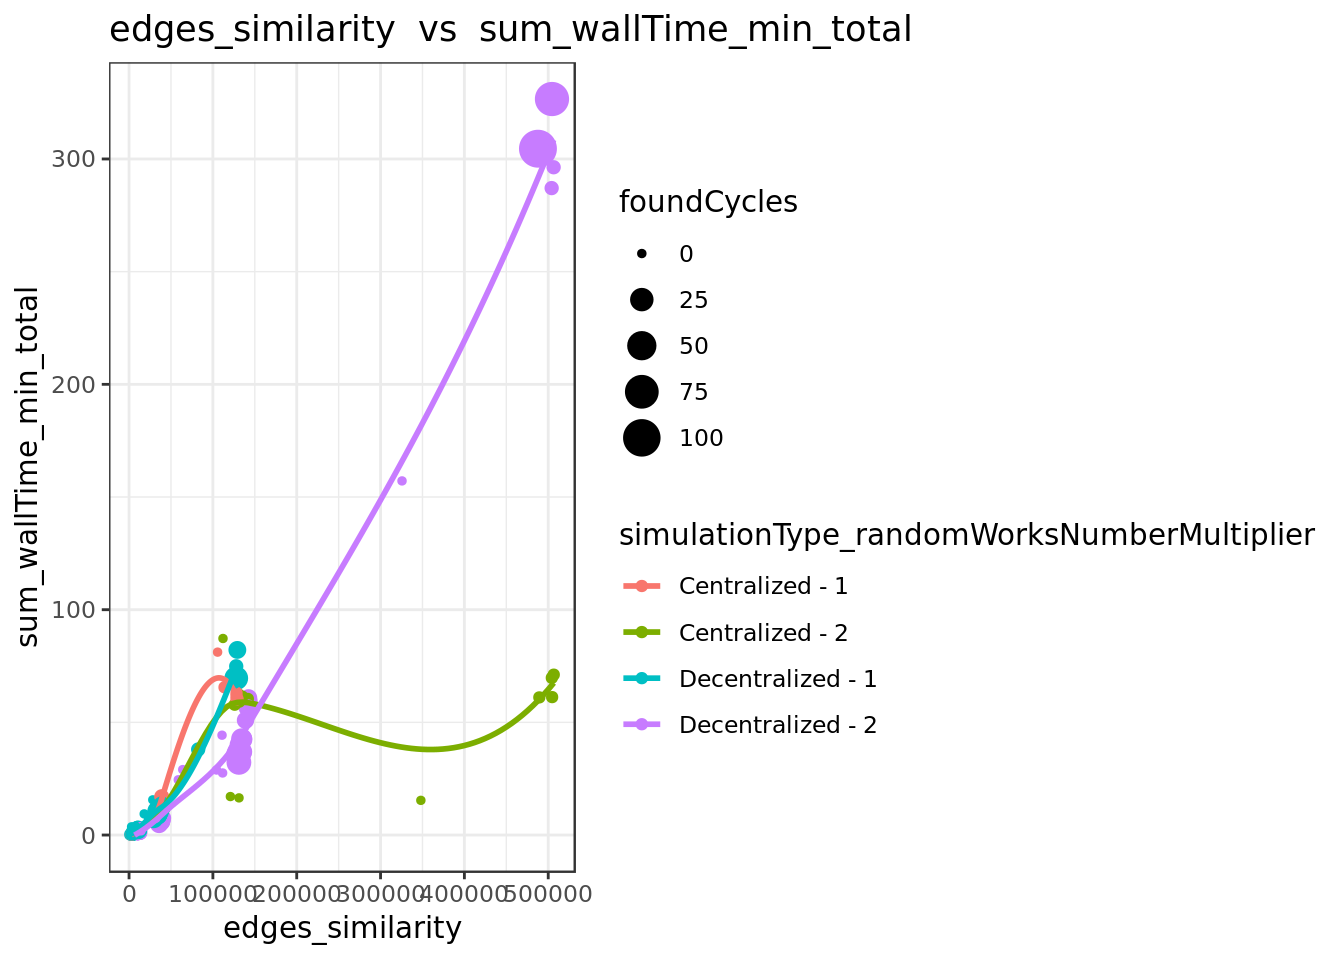 edges_similarity vs sum_wallTime_min_total
sum_wallTime_min_total
300
200
100
0
0
100000
200000
300000
400000
500000
edges_similarity
foundCycles
0
25
50
75
100
simulationType_randomWorksNumberMultiplier
Centralized - 1
Centralized - 2
Decentralized - 1
Decentralized - 2